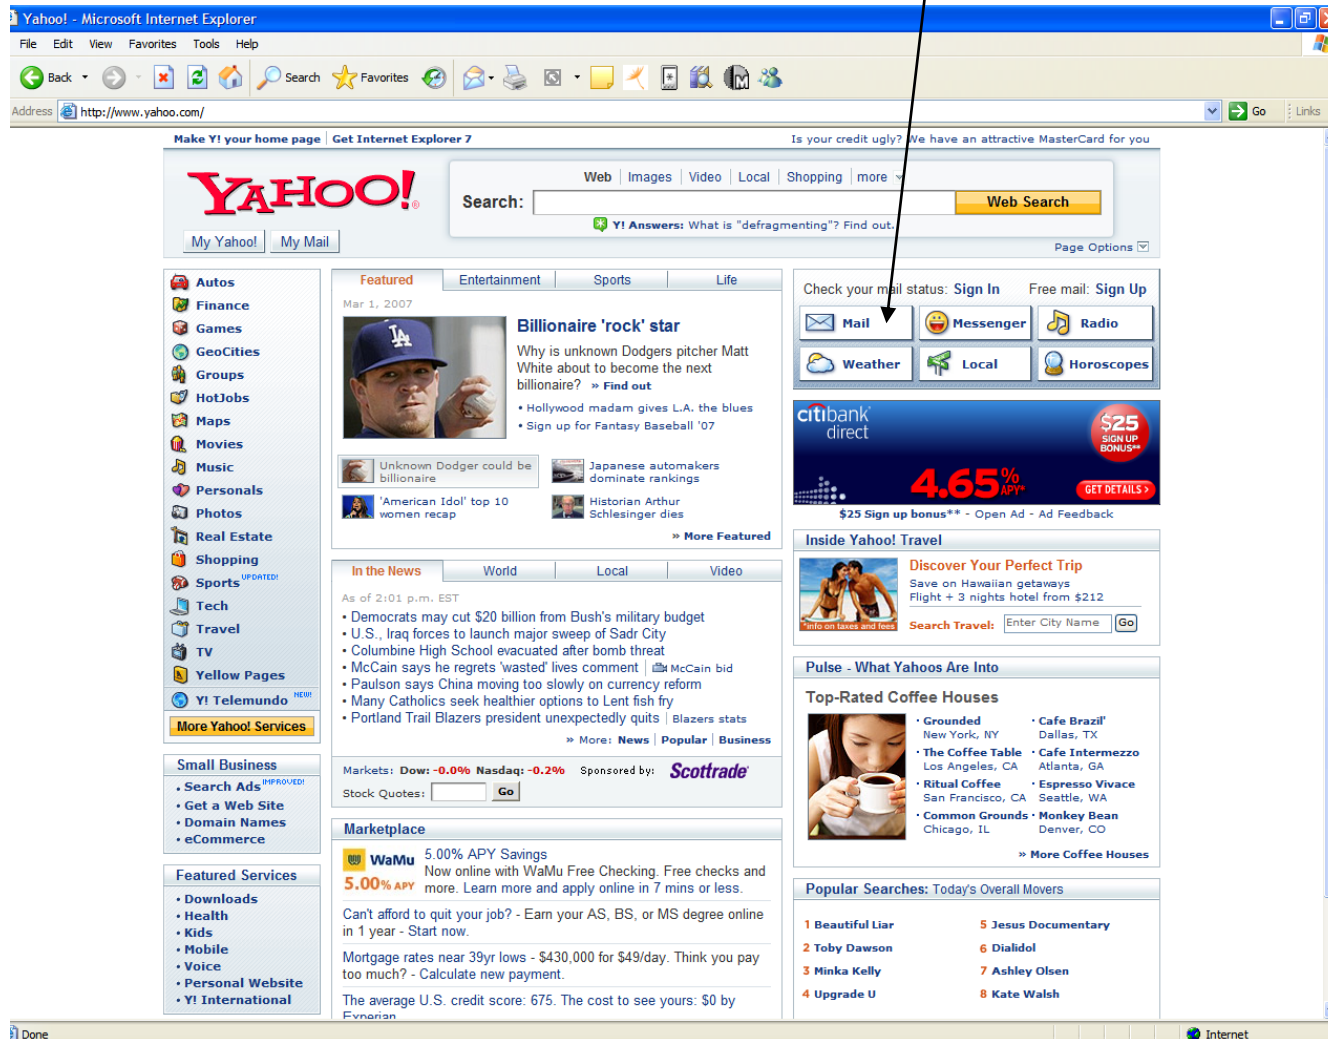 Yahoo! - Microsoft Internet Explorer
File Edit View Favorites Tools Help
Back Search Favorites
Address http://www.yahoo.com/ Go Links
Make Y! your home page | Get Internet Explorer 7
Is your credit ugly? We have an attractive MasterCard for you
YAHOO!
Web | Images | Video | Local | Shopping | more
Search: Web Search
Y! Answers: What is "defragmenting"? Find out.
My Yahoo! My Mail
Page Options
Autos
Finance
Games
GeoCities
Groups
HotJobs
Maps
Movies
Music
Personals
Photos
Real Estate
Shopping
Sports UPDATED!
Tech
Travel
TV
Yellow Pages
Y! Telemundo NEW!
More Yahoo! Services
Small Business
• Search Ads IMPROVED!
• Get a Web Site
• Domain Names
• eCommerce
Featured Services
• Downloads
• Health
• Kids
• Mobile
• Voice
• Personal Website
• Y! International
Featured Entertainment Sports Life
Mar 1, 2007
Billionaire 'rock' star
Why is unknown Dodgers pitcher Matt
White about to become the next
billionaire? » Find out
• Hollywood madam gives L.A. the blues
• Sign up for Fantasy Baseball '07
LA
Unknown Dodger could be
billionaire
Japanese automakers
dominate rankings
'American Idol' top 10
women recap
Historian Arthur
Schlesinger dies
» More Featured
In the News World Local Video
As of 2:01 p.m. EST
• Democrats may cut $20 billion from Bush's military budget
• U.S., Iraq forces to launch major sweep of Sadr City
• Columbine High School evacuated after bomb threat
• McCain says he regrets 'wasted' lives comment | McCain bid
• Paulson says China moving too slowly on currency reform
• Many Catholics seek healthier options to Lent fish fry
• Portland Trail Blazers president unexpectedly quits | Blazers stats
» More: News | Popular | Business
Markets: Dow: -0.0% Nasdaq: -0.2% Sponsored by: Scottrade
Stock Quotes: Go
Marketplace
WaMu
5.00% APY
5.00% APY Savings
Now online with WaMu Free Checking. Free checks and
more. Learn more and apply online in 7 mins or less.
Can't afford to quit your job? - Earn your AS, BS, or MS degree online
in 1 year - Start now.
Mortgage rates near 39yr lows - $430,000 for $49/day. Think you pay
too much? - Calculate new payment.
The average U.S. credit score: 675. The cost to see yours: $0 by
Experian
Check your mail status: Sign In Free mail: Sign Up
Mail Messenger Radio
Weather Local Horoscopes
citibank
direct
$25
SIGN UP
BONUS**
4.65% APY*
GET DETAILS >
$25 Sign up bonus** - Open Ad - Ad Feedback
Inside Yahoo! Travel
*info on taxes and fees
Discover Your Perfect Trip
Save on Hawaiian getaways
Flight + 3 nights hotel from $212
Search Travel: Enter City Name Go
Pulse - What Yahoos Are Into
Top-Rated Coffee Houses
• Grounded
New York, NY
• Cafe Brazil'
Dallas, TX
• The Coffee Table
Los Angeles, CA
• Cafe Intermezzo
Atlanta, GA
• Ritual Coffee
San Francisco, CA
• Espresso Vivace
Seattle, WA
• Common Grounds
Chicago, IL
• Monkey Bean
Denver, CO
» More Coffee Houses
Popular Searches: Today's Overall Movers
1 Beautiful Liar
2 Toby Dawson
3 Minka Kelly
4 Upgrade U
5 Jesus Documentary
6 Dialidol
7 Ashley Olsen
8 Kate Walsh
Done Internet